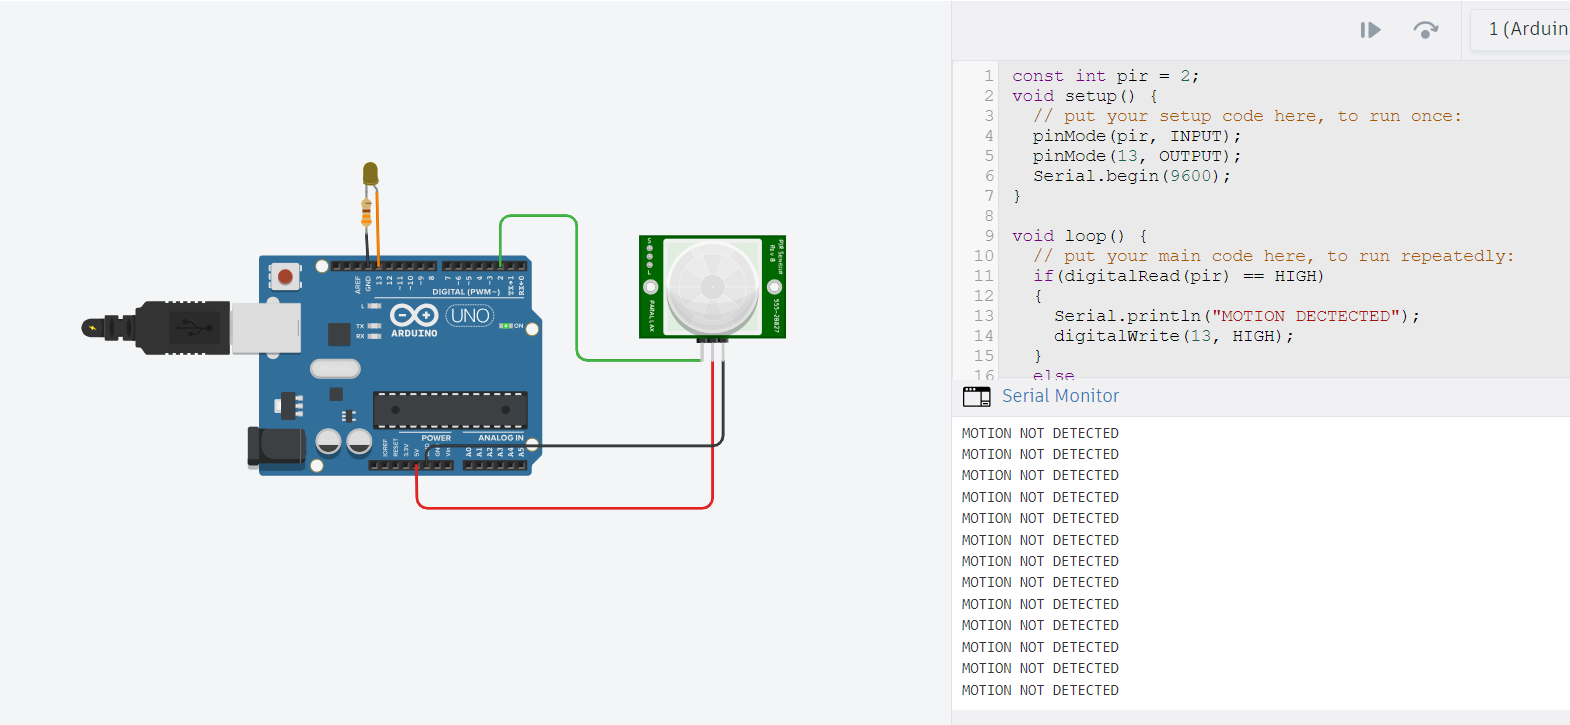 1 (Arduin
1 const int pir = 2;
2 void setup() {
3 // put your setup code here, to run once:
4 pinMode(pir, INPUT);
5 pinMode(13, OUTPUT);
6 Serial.begin(9600);
7 }
8
9 void loop() {
10 // put your main code here, to run repeatedly:
11 if(digitalRead(pir) == HIGH)
12 {
13 Serial.println("MOTION DECTECTED");
14 digitalWrite(13, HIGH);
15 }
16 else
Serial Monitor
MOTION NOT DETECTED
MOTION NOT DETECTED
MOTION NOT DETECTED
MOTION NOT DETECTED
MOTION NOT DETECTED
MOTION NOT DETECTED
MOTION NOT DETECTED
MOTION NOT DETECTED
MOTION NOT DETECTED
MOTION NOT DETECTED
MOTION NOT DETECTED
MOTION NOT DETECTED
MOTION NOT DETECTED
PIR Sensor
Rev B
555-28027
PARALLAX
AREF
GND
13
12
~11
~10
~9
8
7
~6
~5
4
~3
2
TX→1
RX←0
DIGITAL (PWM~)
L
TX
RX
UNO
ARDUINO
ON
POWER
ANALOG IN
IOREF
RESET
3.3V
5V
GND
Vin
A0
A1
A2
A3
A4
A5